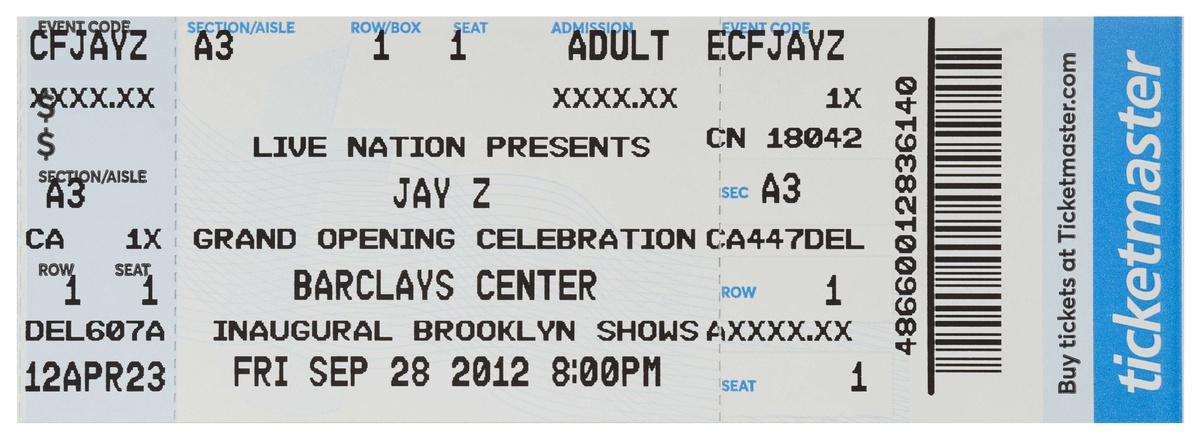 EVENT CODE SECTION/AISLE ROW/BOX SEAT ADMISSION EVENT CODE
CFJAYZ A3 1 1 ADULT ECFJAYZ
XXXX.XX XXXX.XX 1X
$
$
LIVE NATION PRESENTS CN 18042
SECTION/AISLE
A3 JAY Z SEC A3
CA 1X GRAND OPENING CELEBRATION CA447DEL
ROW SEAT
1 1 BARCLAYS CENTER ROW 1
DEL607A INAUGURAL BROOKLYN SHOWS AXXXX.XX
12APR23 FRI SEP 28 2012 8:00PM SEAT 1
48660012836140
Buy tickets at Ticketmaster.com
ticketmaster